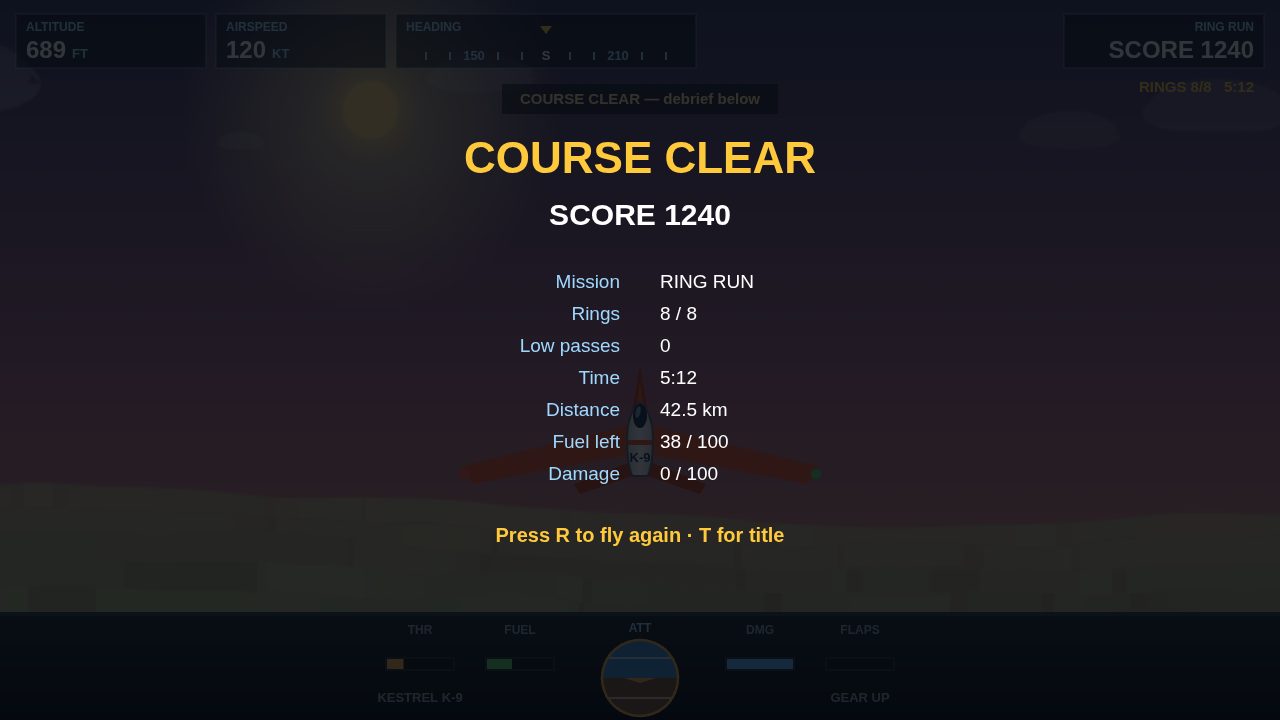 ALTITUDE
689 FT
AIRSPEED
120 KT
HEADING
150 S 210
RING RUN
SCORE 1240
RINGS 8/8 5:12
COURSE CLEAR — debrief below
COURSE CLEAR
SCORE 1240
Mission RING RUN
Rings 8 / 8
Low passes 0
Time 5:12
Distance 42.5 km
Fuel left 38 / 100
K-9
Damage 0 / 100
Press R to fly again · T for title
THR FUEL ATT DMG FLAPS
KESTREL K-9 GEAR UP